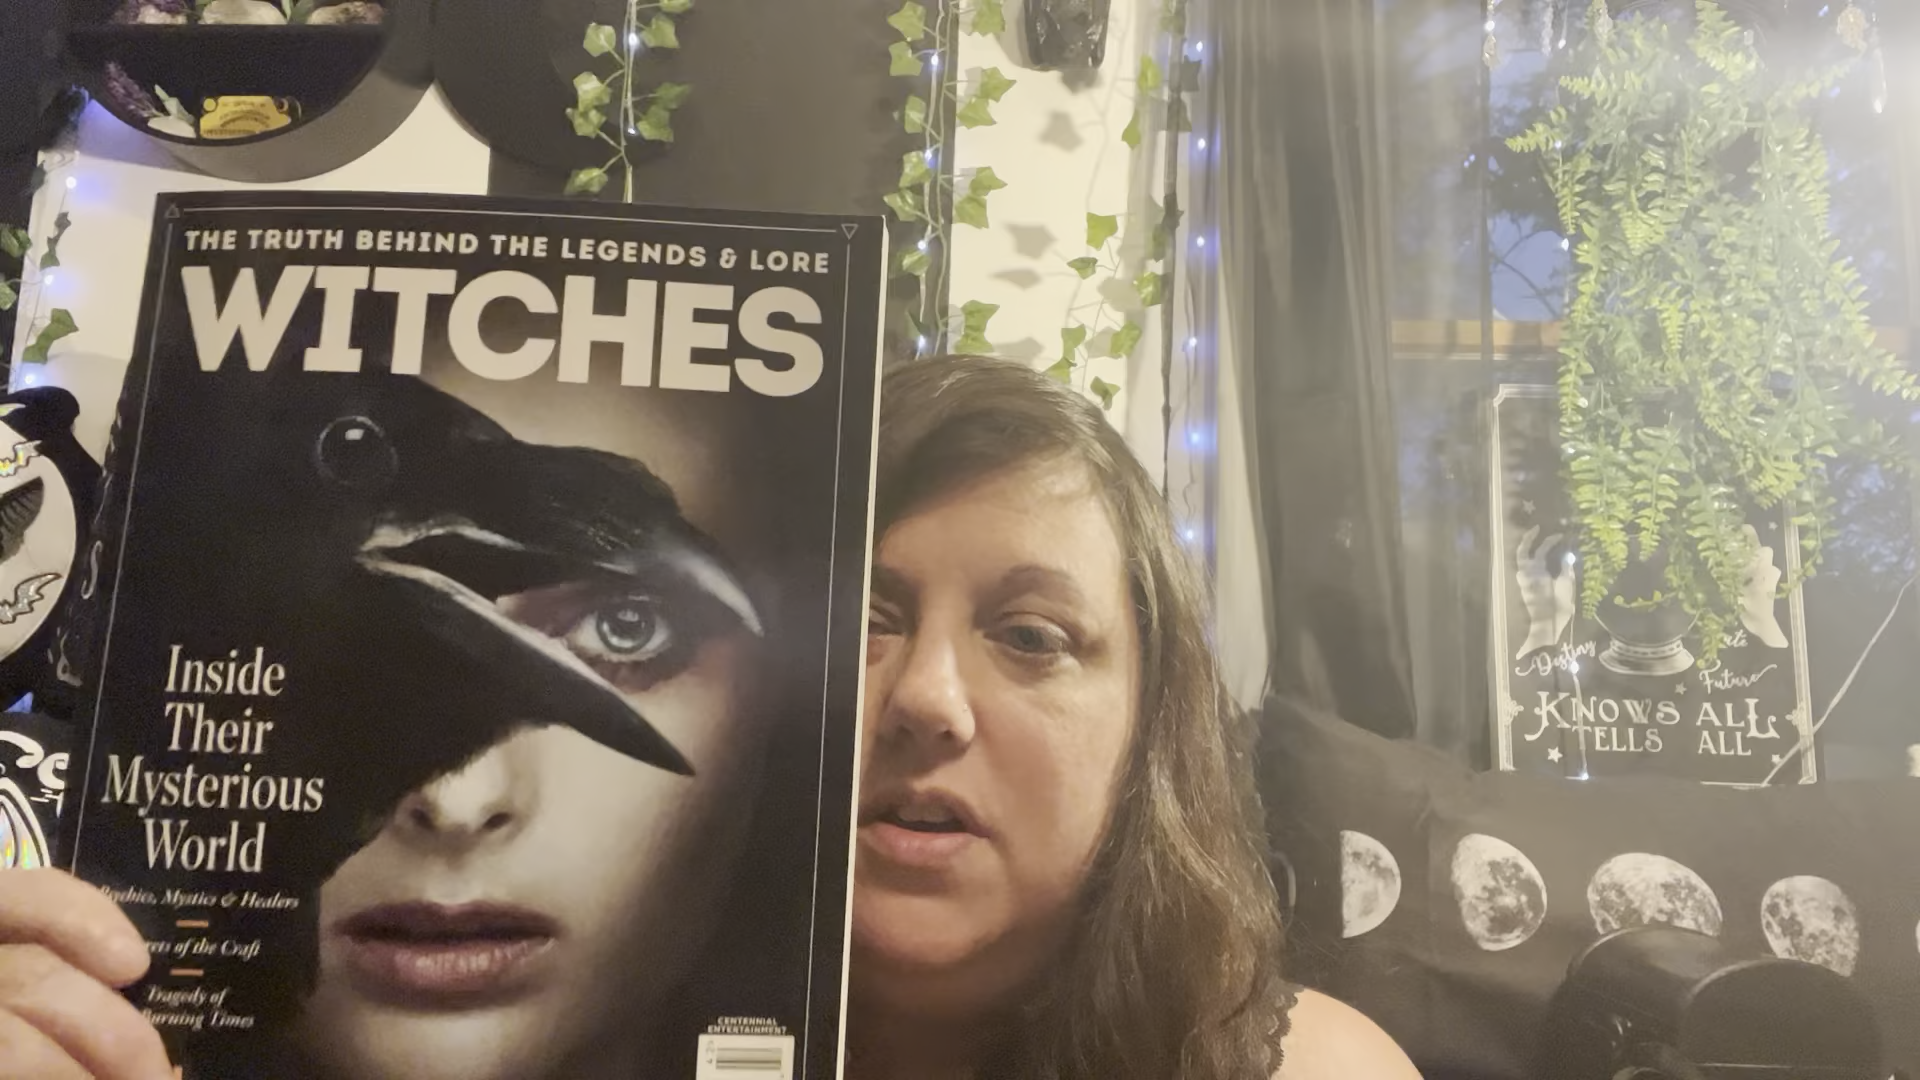 THE TRUTH BEHIND THE LEGENDS & LORE
WITCHES
Inside
Their
Mysterious
World
Psychics, Mystics & Healers
of the Craft
Tragedy of
Burning Times
CENTENNIAL
ENTERTAINMENT
Destiny
Future
KNOWS ALL
TELLS ALL